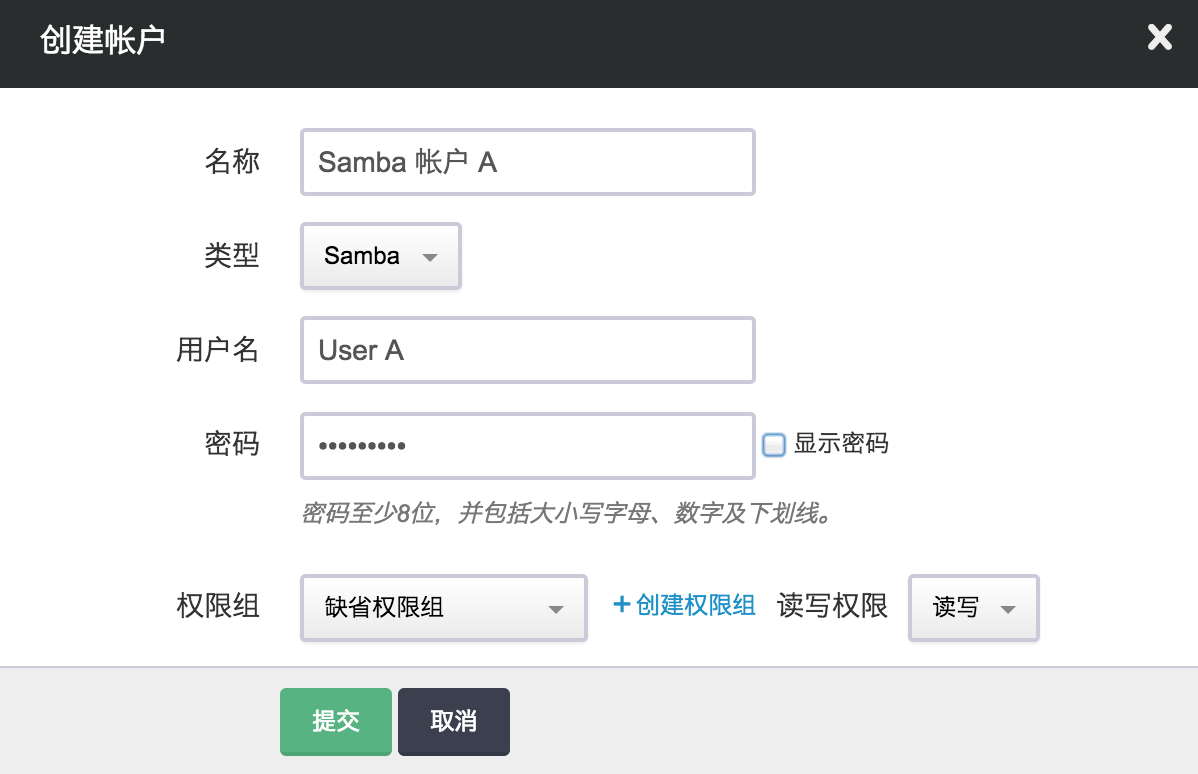 创建帐户
名称 Samba 帐户 A
类型 Samba
用户名 User A
密码 ••••••••• 显示密码
密码至少8位，并包括大小写字母、数字及下划线。
权限组 缺省权限组 +创建权限组 读写权限 读写
提交 取消